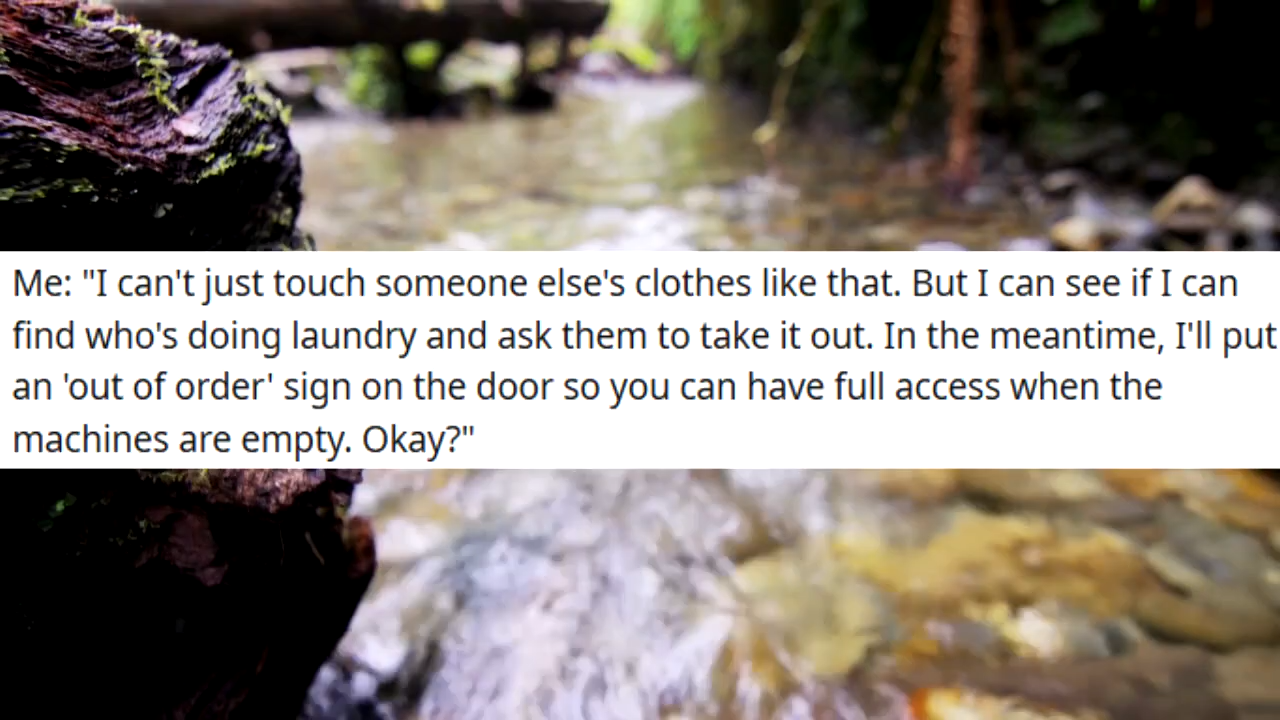 Me: "I can't just touch someone else's clothes like that. But I can see if I can
find who's doing laundry and ask them to take it out. In the meantime, I'll put
an 'out of order' sign on the door so you can have full access when the
machines are empty. Okay?"